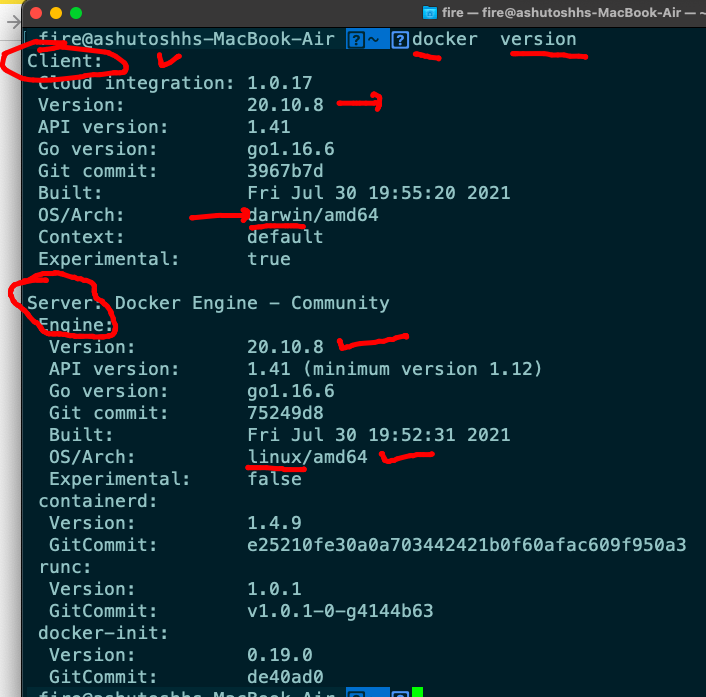 fire — fire@ashutoshhs-MacBook-Air — ~
fire@ashutoshhs-MacBook-Air ? ~ ? docker version
Client:
Cloud integration: 1.0.17
Version: 20.10.8
API version: 1.41
Go version: go1.16.6
Git commit: 3967b7d
Built: Fri Jul 30 19:55:20 2021
OS/Arch: darwin/amd64
Context: default
Experimental: true
Server: Docker Engine - Community
Engine:
Version: 20.10.8
API version: 1.41 (minimum version 1.12)
Go version: go1.16.6
Git commit: 75249d8
Built: Fri Jul 30 19:52:31 2021
OS/Arch: linux/amd64
Experimental: false
containerd:
Version: 1.4.9
GitCommit: e25210fe30a0a703442421b0f60afac609f950a3
runc:
Version: 1.0.1
GitCommit: v1.0.1-0-g4144b63
docker-init:
Version: 0.19.0
GitCommit: de40ad0
fire@ashutoshhs-MacBook-Air ? ~ ?